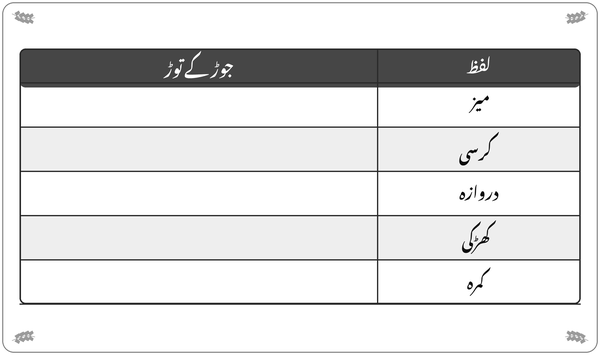 لفظ جوڑ کے توڑ
میز
کرسی
دروازہ
کھڑکی
کمرہ